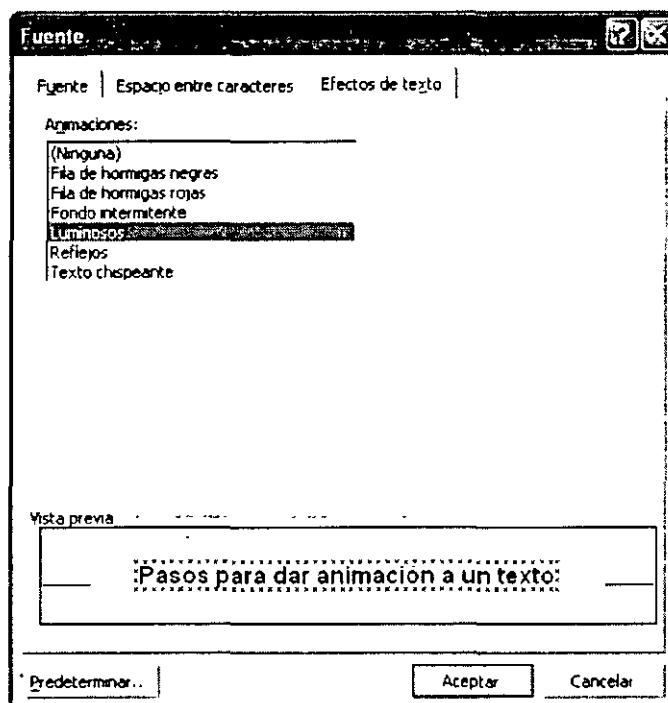 Fuente
Fuente Espacio entre caracteres Efectos de texto
Animaciones:
(Ninguna)
Fila de hormigas negras
Fila de hormigas rojas
Fondo intermitente
Luminosos
Reflejos
Texto chispeante
Vista previa
Pasos para dar animación a un texto
Predeterminar.. Aceptar Cancelar